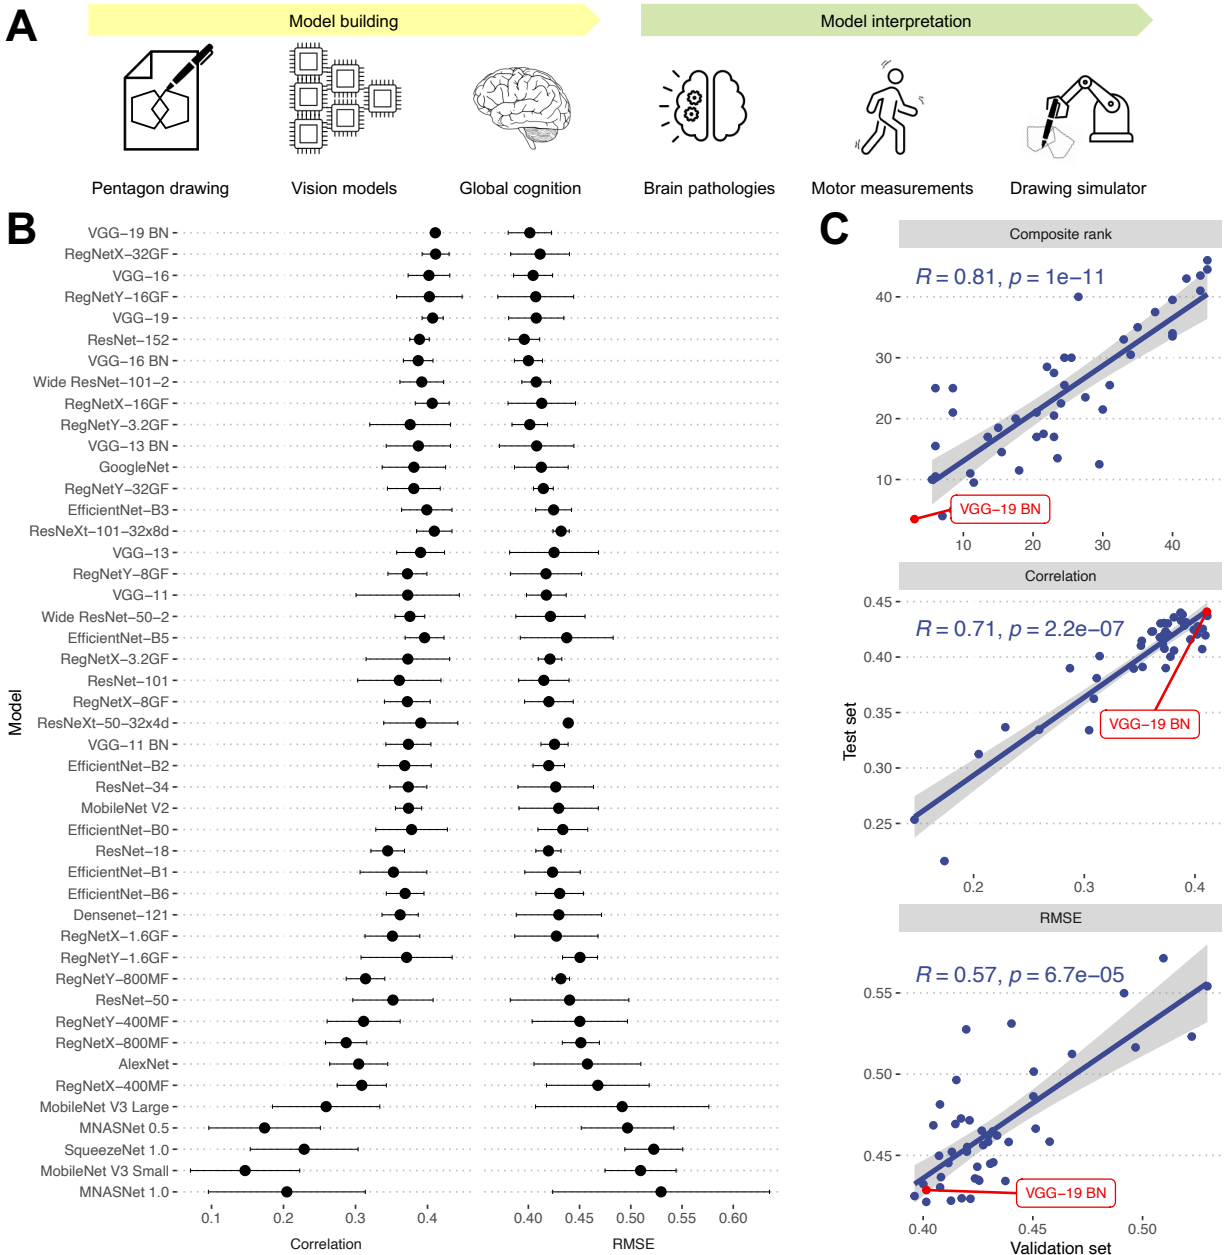 A
Model building
Model interpretation
Pentagon drawing
Vision models
Global cognition
Brain pathologies
Motor measurements
Drawing simulator
B
Model
VGG−19 BN
RegNetX−32GF
VGG−16
RegNetY−16GF
VGG−19
ResNet−152
VGG−16 BN
Wide ResNet−101−2
RegNetX−16GF
RegNetY−3.2GF
VGG−13 BN
GoogleNet
RegNetY−32GF
EfficientNet−B3
ResNeXt−101−32x8d
VGG−13
RegNetY−8GF
VGG−11
Wide ResNet−50−2
EfficientNet−B5
RegNetX−3.2GF
ResNet−101
RegNetX−8GF
ResNeXt−50−32x4d
VGG−11 BN
EfficientNet−B2
ResNet−34
MobileNet V2
EfficientNet−B0
ResNet−18
EfficientNet−B1
EfficientNet−B6
Densenet−121
RegNetX−1.6GF
RegNetY−1.6GF
RegNetY−800MF
ResNet−50
RegNetY−400MF
RegNetX−800MF
AlexNet
RegNetX−400MF
MobileNet V3 Large
MNASNet 0.5
SqueezeNet 1.0
MobileNet V3 Small
MNASNet 1.0
0.1 0.2 0.3 0.4
Correlation
0.40 0.45 0.50 0.55 0.60
RMSE
C
Test set
Composite rank
R = 0.81, p = 1e−11
40
30
20
10
VGG−19 BN
10 20 30 40
Correlation
0.45
R = 0.71, p = 2.2e−07
0.40
0.35
VGG−19 BN
0.30
0.25
0.2 0.3 0.4
RMSE
R = 0.57, p = 6.7e−05
0.55
0.50
0.45
VGG−19 BN
0.40 0.45 0.50
Validation set